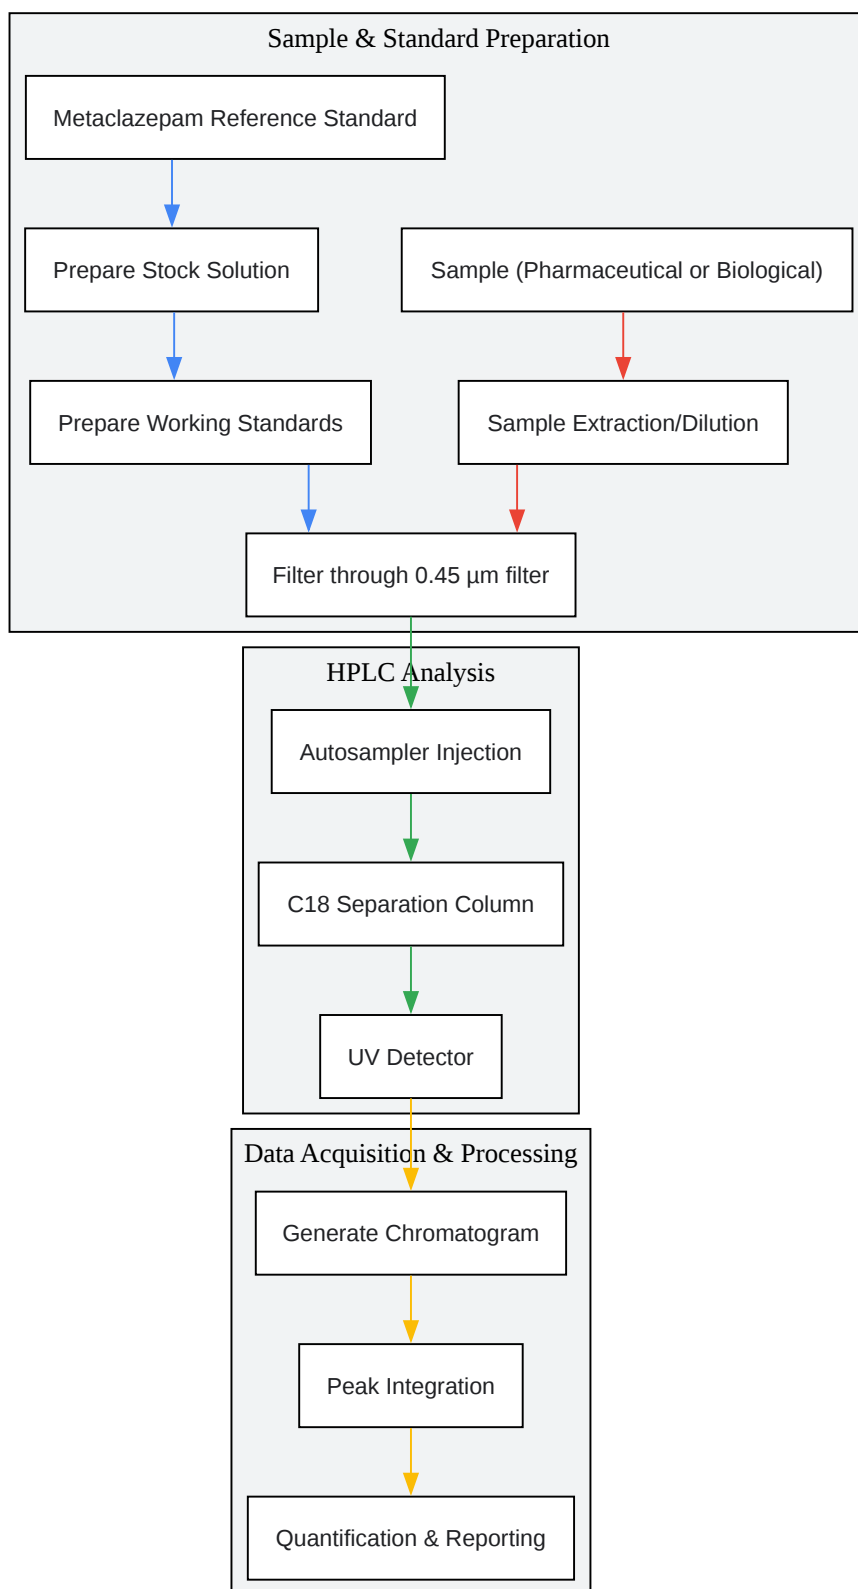 Sample & Standard Preparation
Metaclazepam Reference Standard
Prepare Stock Solution
Sample (Pharmaceutical or Biological)
Prepare Working Standards
Sample Extraction/Dilution
Filter through 0.45 µm filter
HPLC Analysis
Autosampler Injection
C18 Separation Column
UV Detector
Data Acquisition & Processing
Generate Chromatogram
Peak Integration
Quantification & Reporting